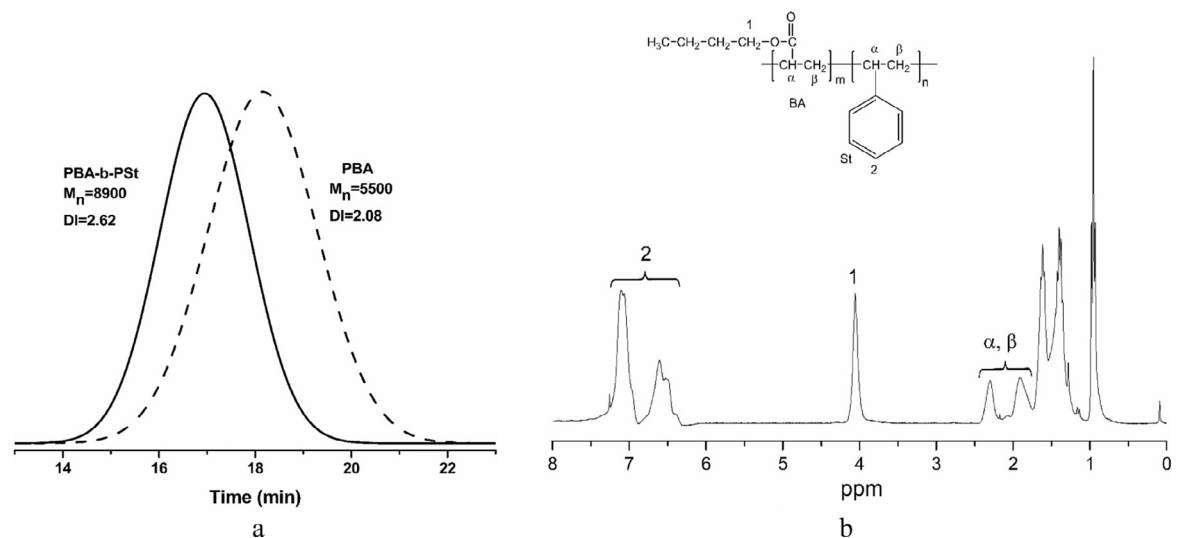 PBA-b-PSt
Mn=8900
DI=2.62
PBA
Mn=5500
DI=2.08
14 16 18 20 22
Time (min)
a
O
1
H3C-CH2-CH2-CH2-O-C
α β
CH-CH2 m CH-CH2 n
α β
BA
St
2
2
1
α, β
8 7 6 5 4 3 2 1 0
ppm
b